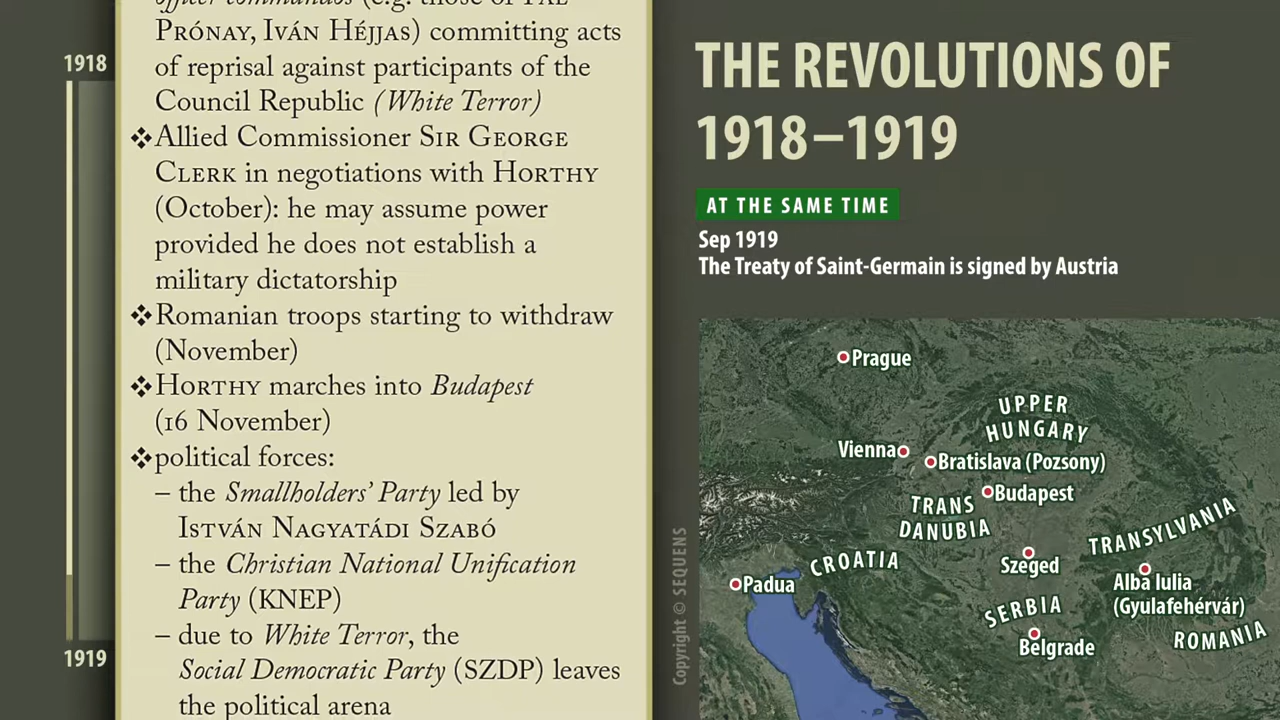 1918
1919
officer commandos (e.g. those of PÁL
PRÓNAY, IVÁN HÉJJAS) committing acts
of reprisal against participants of the
Council Republic (White Terror)
❖Allied Commissioner SIR GEORGE
CLERK in negotiations with HORTHY
(October): he may assume power
provided he does not establish a
military dictatorship
❖Romanian troops starting to withdraw
(November)
❖HORTHY marches into Budapest
(16 November)
❖political forces:
– the Smallholders' Party led by
ISTVÁN NAGYATÁDI SZABÓ
– the Christian National Unification
Party (KNEP)
– due to White Terror, the
Social Democratic Party (SZDP) leaves
the political arena
THE REVOLUTIONS OF
1918–1919
AT THE SAME TIME
Sep 1919
The Treaty of Saint-Germain is signed by Austria
Prague
UPPER
HUNGARY
Vienna
Bratislava (Pozsony)
Budapest
TRANS
DANUBIA
TRANSYLVANIA
CROATIA
Szeged
Alba Iulia
(Gyulafehérvár)
Padua
SERBIA
Belgrade
ROMANIA
Copyright © SEQUENS